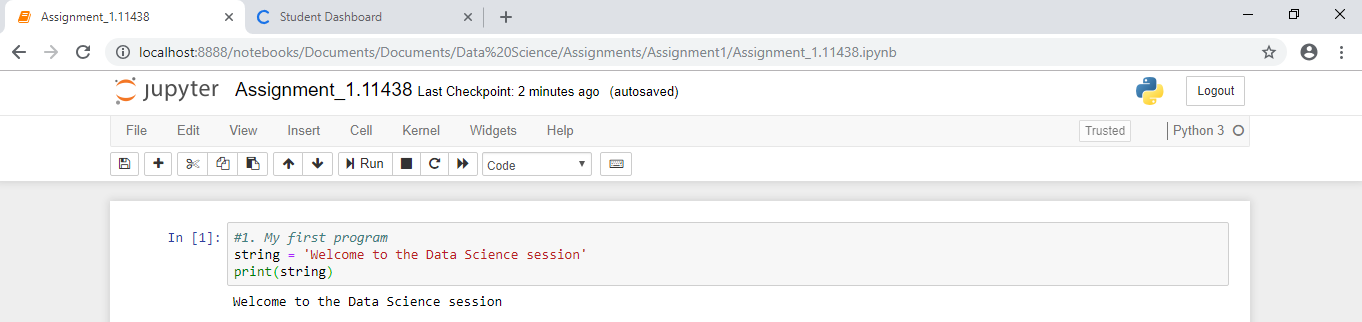 Assignment_1.11438
Student Dashboard
localhost:8888/notebooks/Documents/Documents/Data%20Science/Assignments/Assignment1/Assignment_1.11438.ipynb
jupyter Assignment_1.11438 Last Checkpoint: 2 minutes ago (autosaved)
Logout
File Edit View Insert Cell Kernel Widgets Help
Trusted
Python 3
Run
Code
In [1]: #1. My first program
string = 'Welcome to the Data Science session'
print(string)
Welcome to the Data Science session